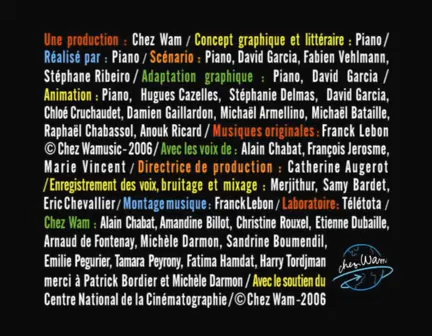 Une production : Chez Wam / Concept graphique et littéraire : Piano /
Réalisé par : Piano / Scénario : Piano, David Garcia, Fabien Vehlmann,
Stéphane Ribeiro / Adaptation graphique : Piano, David Garcia /
Animation : Piano, Hugues Cazelles, Stéphanie Delmas, David Garcia,
Chloé Cruchaudet, Damien Gaillardon, Michaël Armellino, Michaël Bataille,
Raphaël Chabassol, Anouk Ricard / Musiques originales : Franck Lebon
© Chez Wamusic - 2006 / Avec les voix de : Alain Chabat, François Jerosme,
Marie Vincent / Directrice de production : Catherine Augerot
/ Enregistrement des voix, bruitage et mixage : Merjithur, Samy Bardet,
Eric Chevallier / Montage musique : Franck Lebon / Laboratoire : Télétota /
Chez Wam : Alain Chabat, Amandine Billot, Christine Rouxel, Etienne Dubaille,
Arnaud de Fontenay, Michèle Darmon, Sandrine Boumendil,
Emilie Pegurier, Tamara Peyrony, Fatima Hamdat, Harry Tordjman
merci à Patrick Bordier et Michèle Darmon / Avec le soutien du
Centre National de la Cinématographie / © Chez Wam - 2006
chez Wam